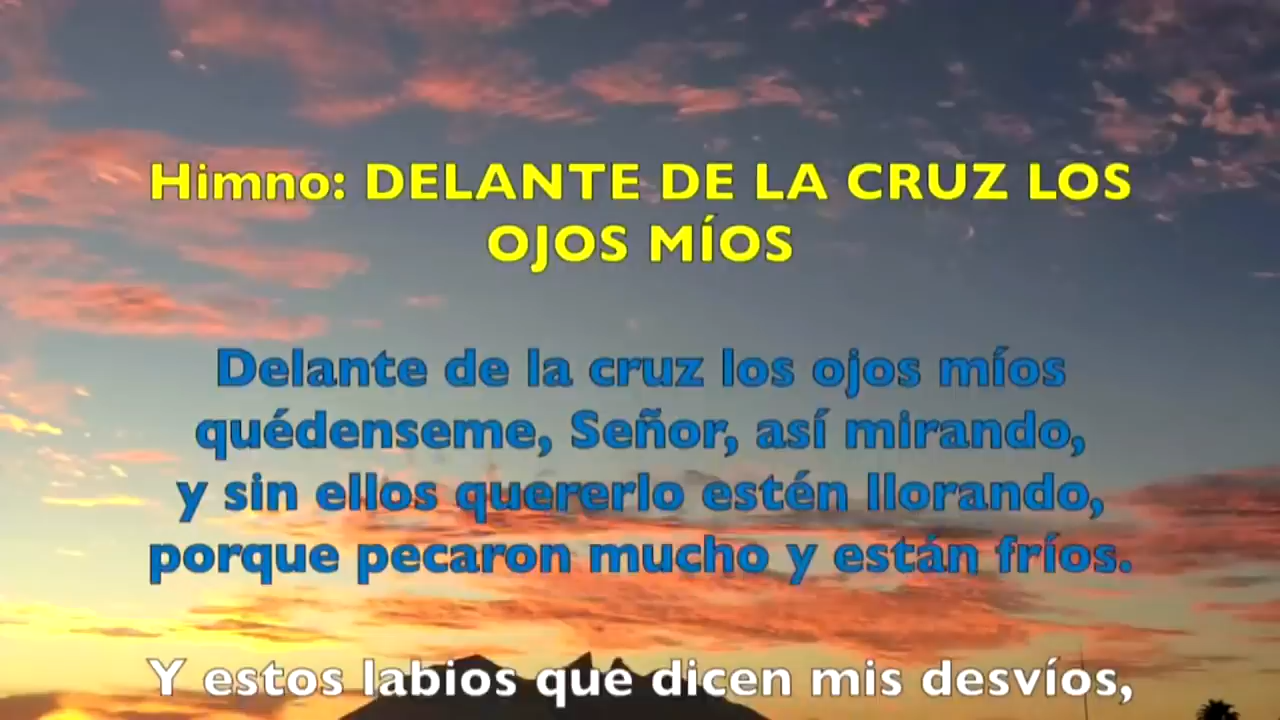 Himno: DELANTE DE LA CRUZ LOS
OJOS MÍOS
Delante de la cruz los ojos míos
quédenseme, Señor, así mirando,
y sin ellos quererlo estén llorando,
porque pecaron mucho y están fríos.
Y estos labios que dicen mis desvíos,